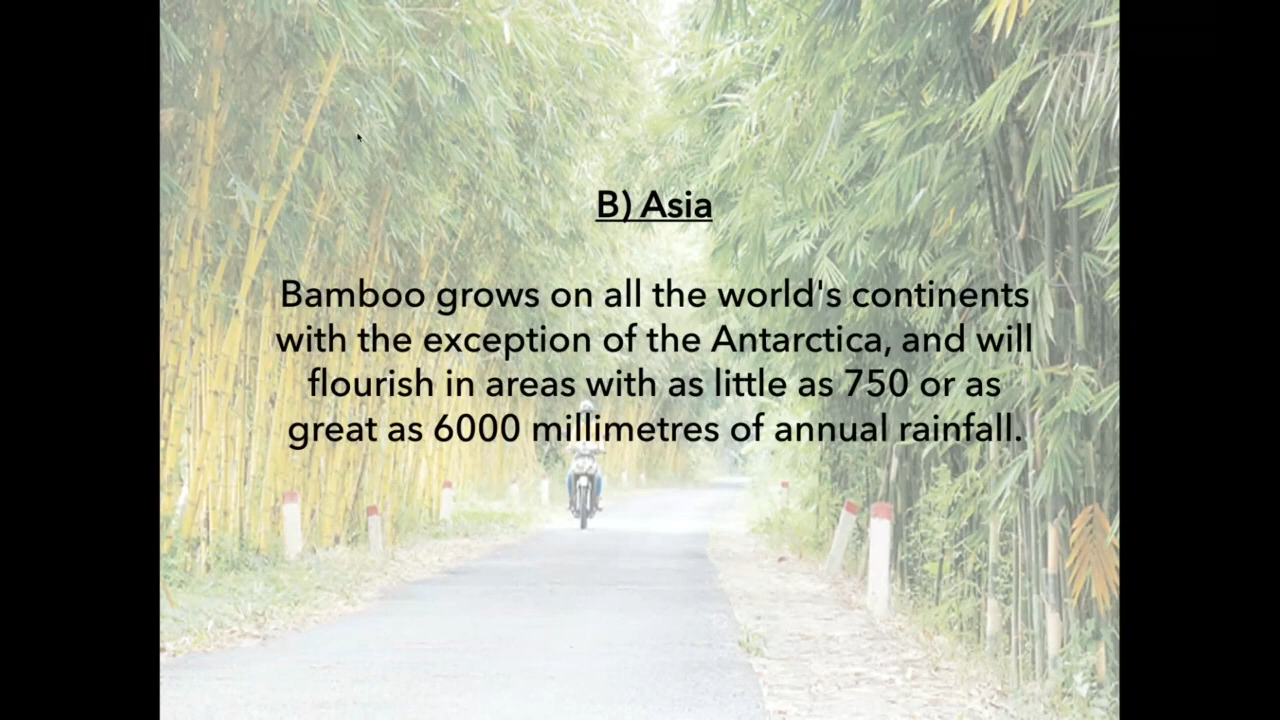 B) Asia
Bamboo grows on all the world's continents
with the exception of the Antarctica, and will
flourish in areas with as little as 750 or as
great as 6000 millimetres of annual rainfall.